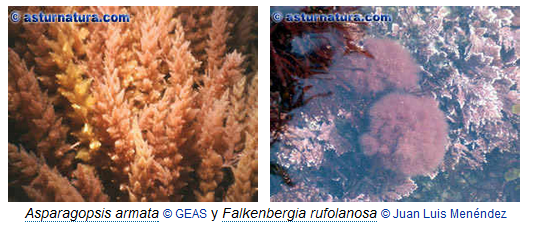 © asturnatura.com
© asturnatura.com
Asparagopsis armata © GEAS y Falkenbergia rufolanosa © Juan Luis Menéndez